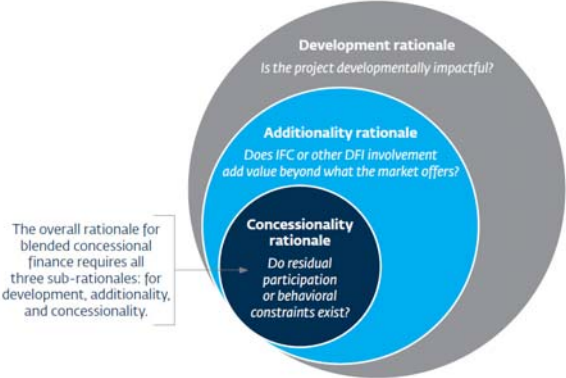 Development rationale
Is the project developmentally impactful?
Additionality rationale
Does IFC or other DFI involvement
add value beyond what the market offers?
Concessionality
rationale
Do residual
participation
or behavioral
constraints exist?
The overall rationale for
blended concessional
finance requires all
three sub-rationales: for
development, additionality,
and concessionality.